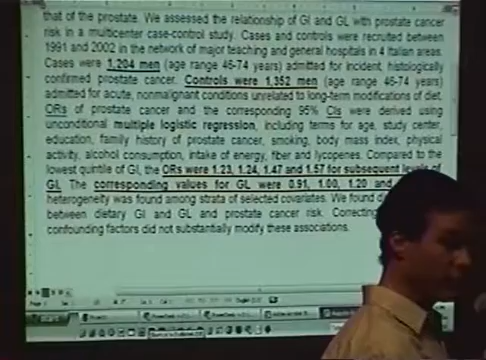 that of the prostate. We assessed the relationship of GI and GL with prostate cancer
risk in a multicenter case-control study. Cases and controls were recruited between
1991 and 2002 in the network of major teaching and general hospitals in 4 Italian areas.
Cases were 1,204 men (age range 46-74 years) admitted for incident, histologically
confirmed prostate cancer. Controls were 1,352 men (age range 46-74 years)
admitted for acute, nonmalignant conditions unrelated to long-term modifications of diet.
ORs of prostate cancer and the corresponding 95% CIs were derived using
unconditional multiple logistic regression, including terms for age, study center,
education, family history of prostate cancer, smoking, body mass index, physical
activity, alcohol consumption, intake of energy, fiber and lycopenes. Compared to the
lowest quintile of GI, the ORs were 1.23, 1.24, 1.47 and 1.57 for subsequent levels of
GI. The corresponding values for GL were 0.91, 1.00, 1.20 and
heterogeneity was found among strata of selected covariates. We found
between dietary GI and GL and prostate cancer risk. Correcting
confounding factors did not substantially modify these associations.